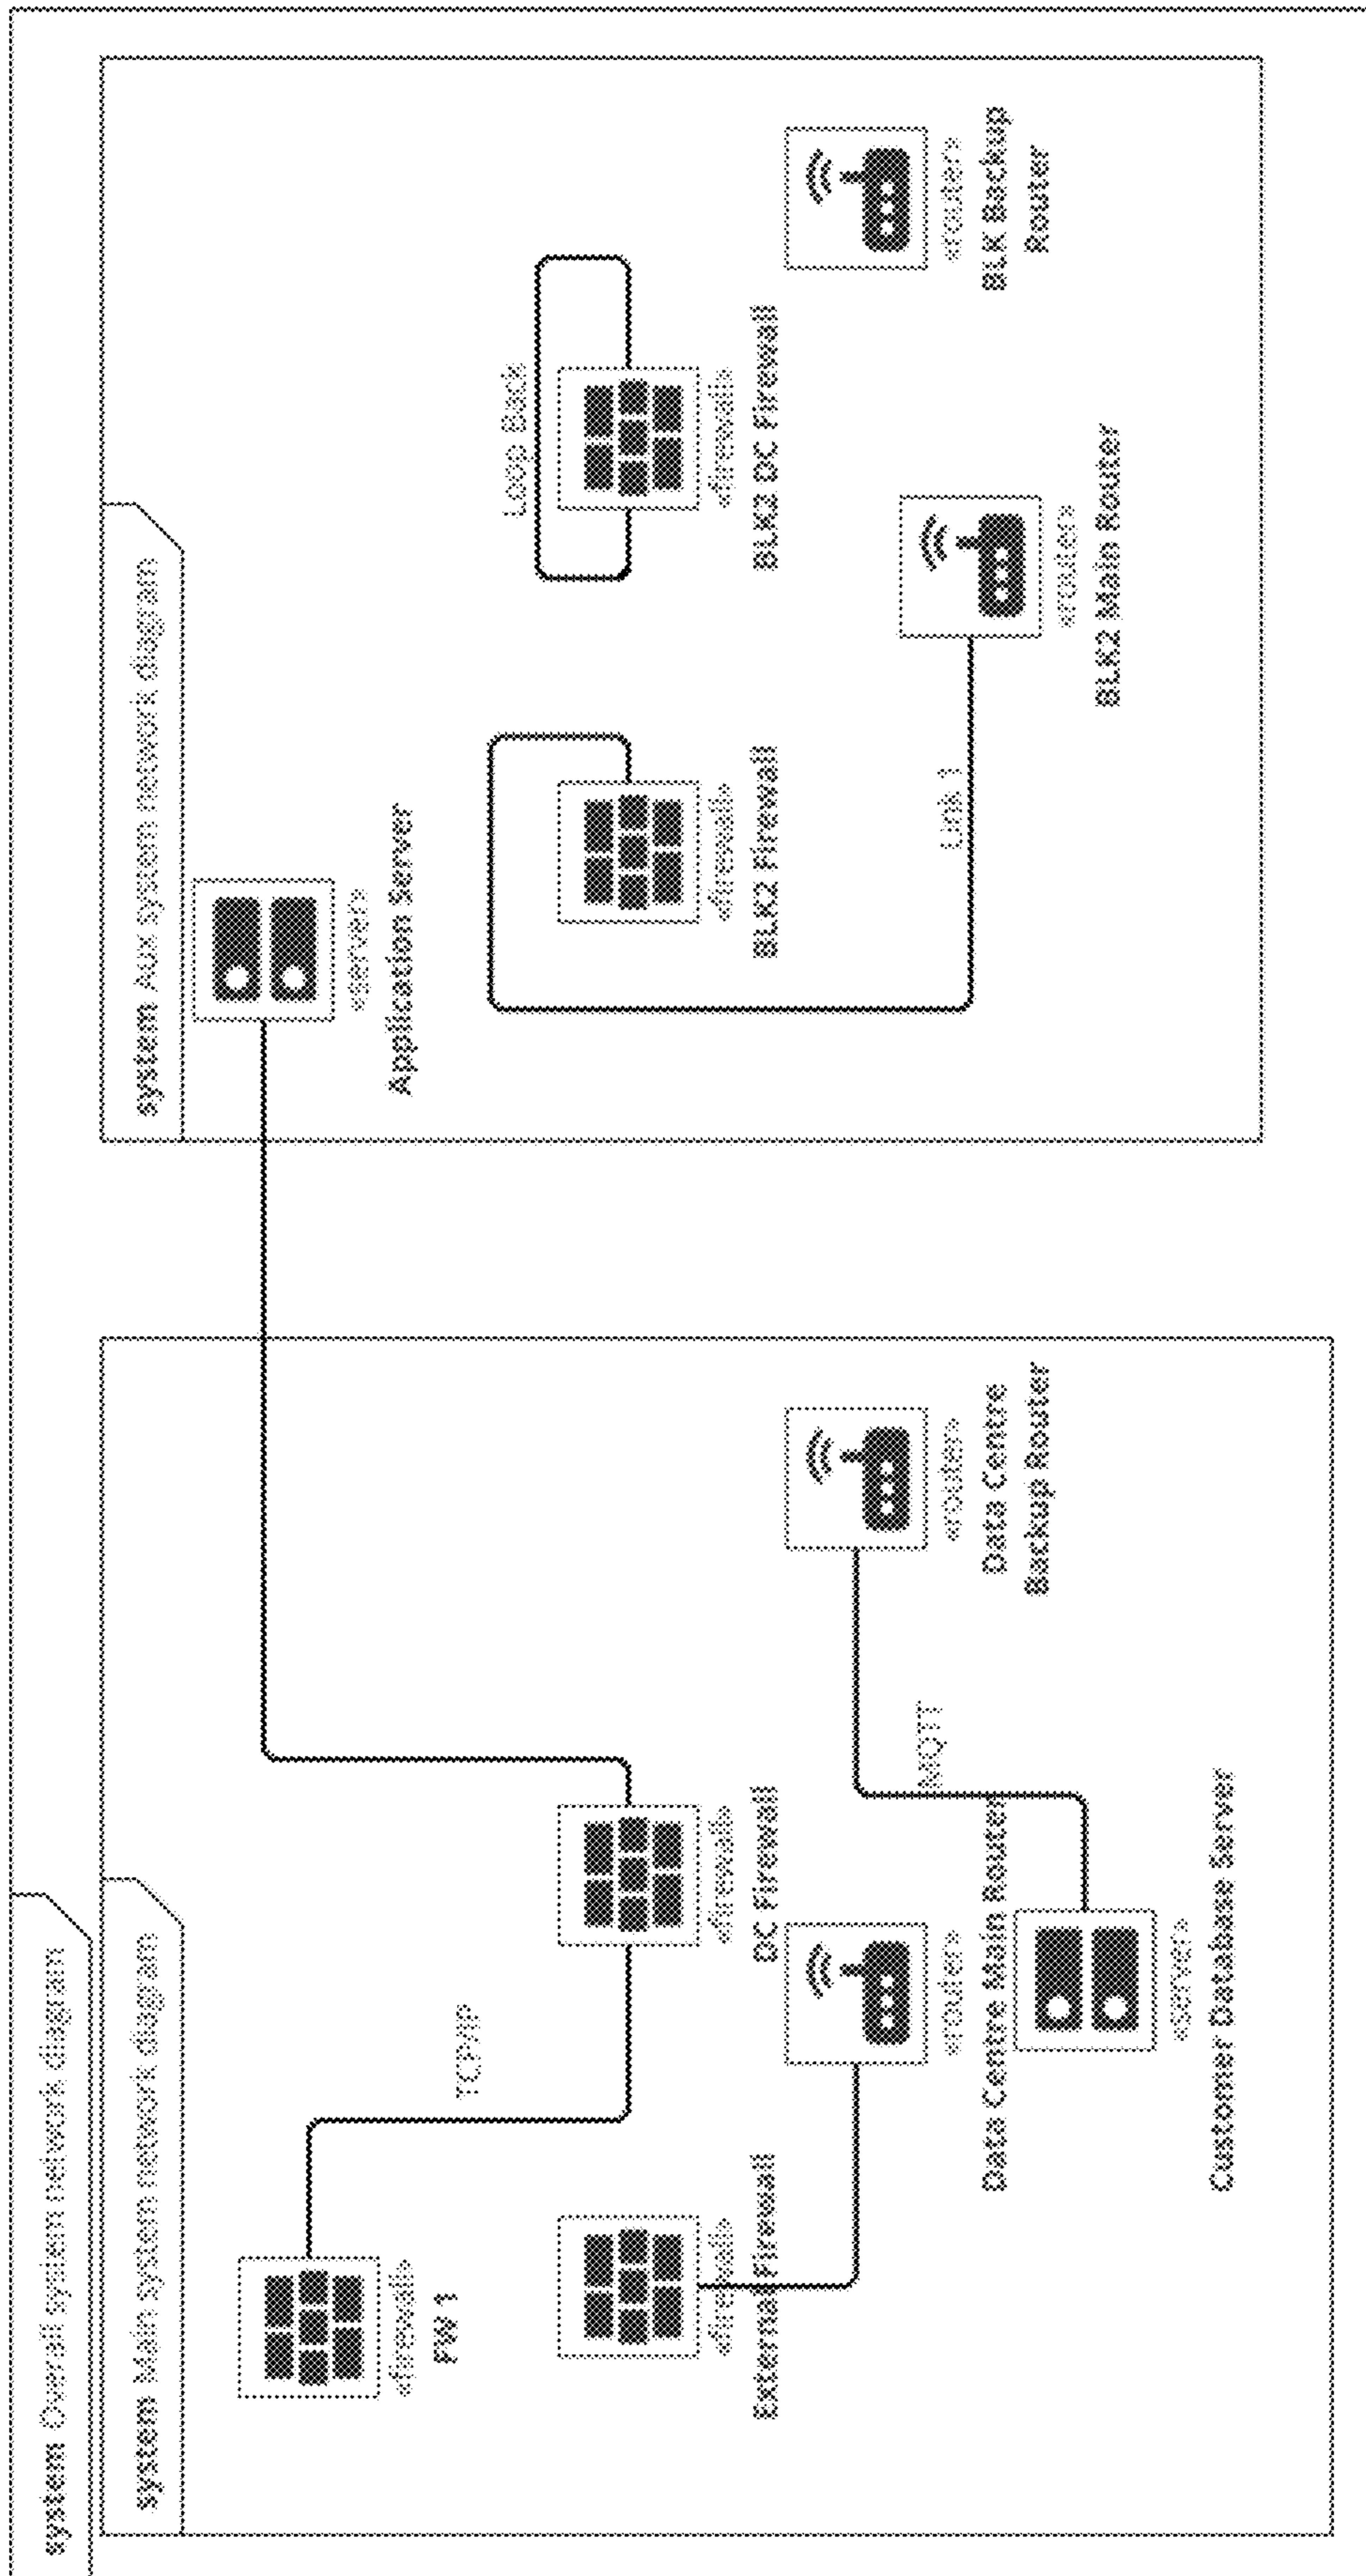 system Overall system network diagram
system Main system network diagram
«firewall»
FW 1
TCP/IP
«firewall»
External Firewall
«firewall»
DC Firewall
«router»
Data Centre Main Router
MQTT
«router»
Data Centre
Backup Router
«server»
Customer Database Server
system Aux system network diagram
«server»
Application Server
Loop Back
«firewall»
BLK2 Firewall
«firewall»
BLK2 DC Firewall
Link 1
«router»
BLK2 Main Router
«router»
BLK Backup
Router